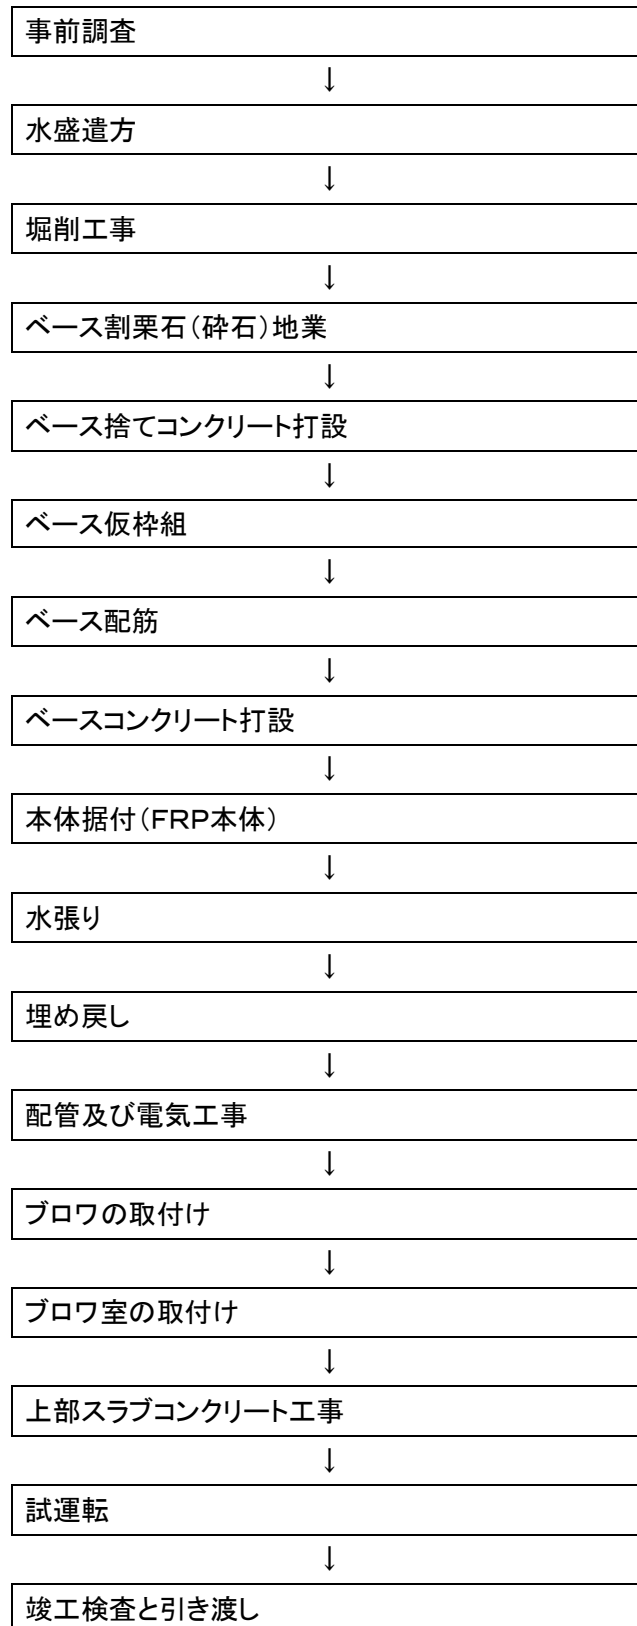 事前調査
↓
水盛遣方
↓
堀削工事
↓
ベース割栗石(砕石)地業
↓
ベース捨てコンクリート打設
↓
ベース仮枠組
↓
ベース配筋
↓
ベースコンクリート打設
↓
本体据付(FRP本体)
↓
水張り
↓
埋め戻し
↓
配管及び電気工事
↓
ブロワの取付け
↓
ブロワ室の取付け
↓
上部スラブコンクリート工事
↓
試運転
↓
竣工検査と引き渡し